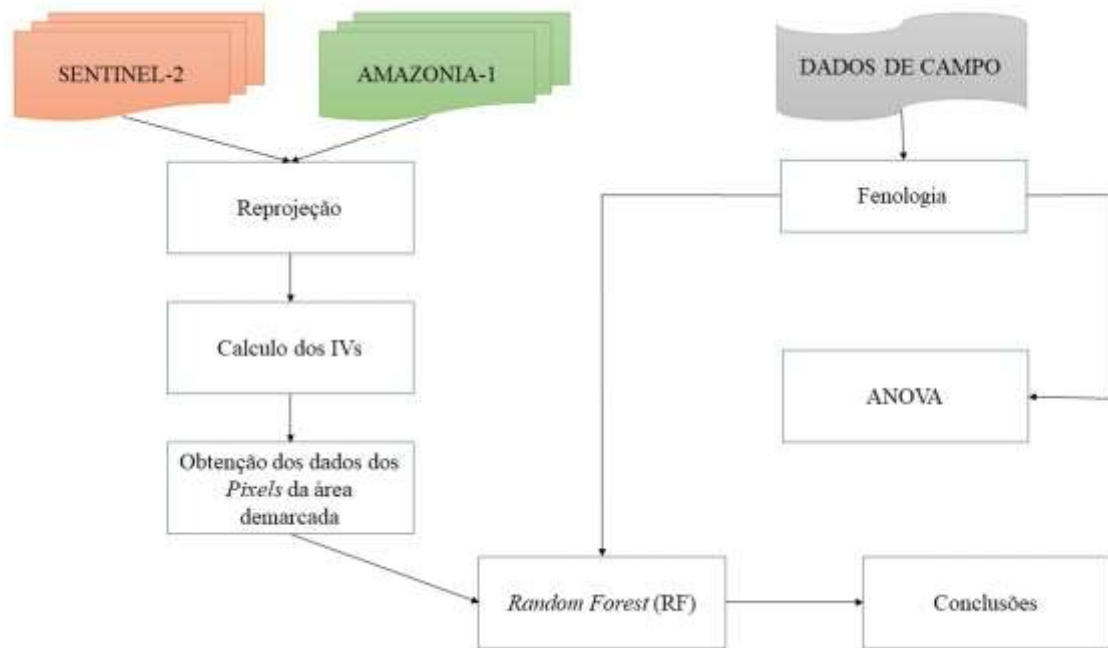 SENTINEL-2
AMAZONIA-1
DADOS DE CAMPO
Reprojeção
Fenologia
Calculo dos IVs
ANOVA
Obtenção dos dados dos
Pixels da área
demarcada
Random Forest (RF)
Conclusões